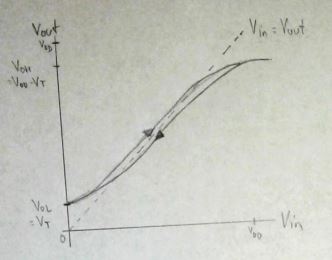 Vout
VDD
Vin = Vout
VOH
= VDD - VT
VOL
= VT
0
VDD
Vin